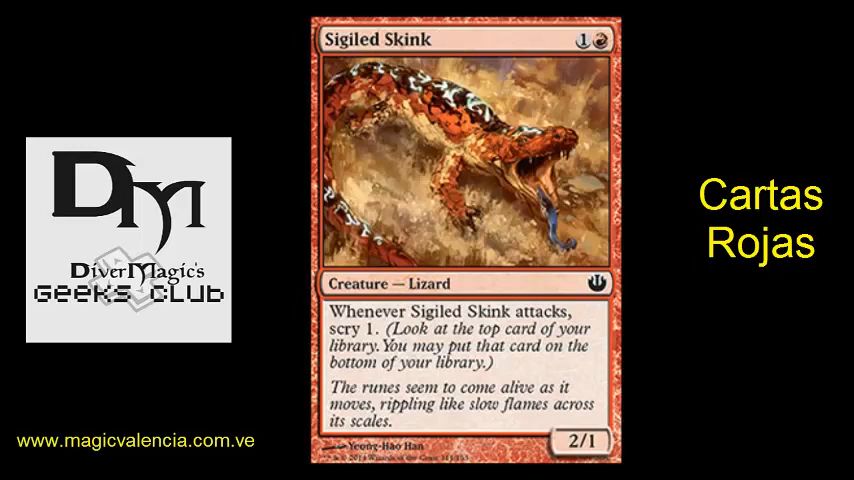 Sigiled Skink
1
DM
DiverMagic's
Geeks Club
Cartas
Rojas
Creature — Lizard
Whenever Sigiled Skink attacks,
scry 1. (Look at the top card of your
library. You may put that card on the
bottom of your library.)
The runes seem to come alive as it
moves, rippling like slow flames across
its scales.
2/1
www.magicvalencia.com.ve
Yeong-Hao Han